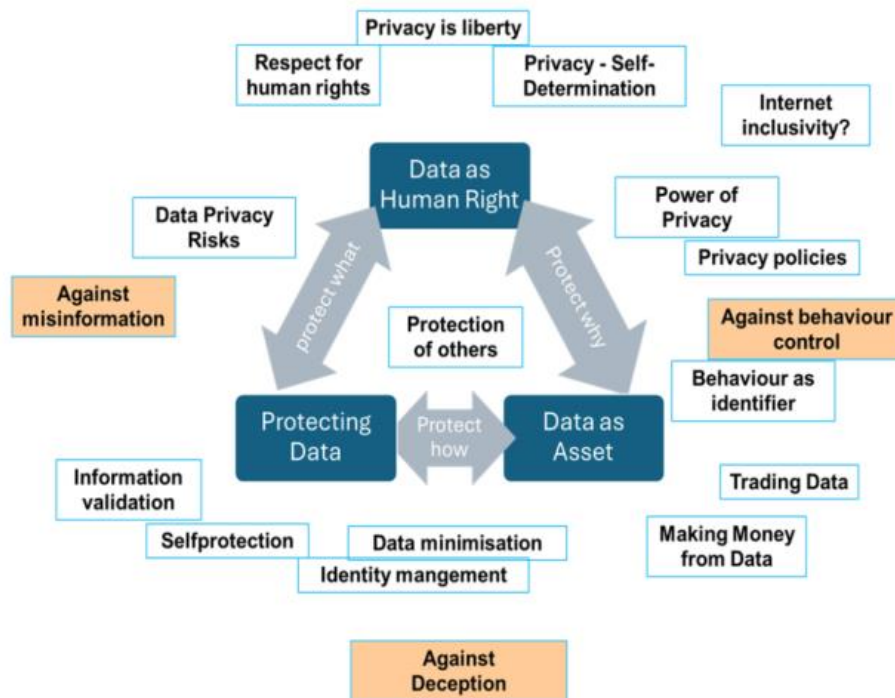 Privacy is liberty
Respect for
human rights
Privacy - Self-
Determination
Internet
inclusivity?
Data as
Human Right
Data Privacy
Risks
Power of
Privacy
Privacy policies
protect what
Protect why
Against
misinformation
Protection
of others
Against behaviour
control
Behaviour as
identifier
Protecting
Data
Protect
how
Data as
Asset
Information
validation
Trading Data
Selfprotection
Data minimisation
Making Money
from Data
Identity mangement
Against
Deception